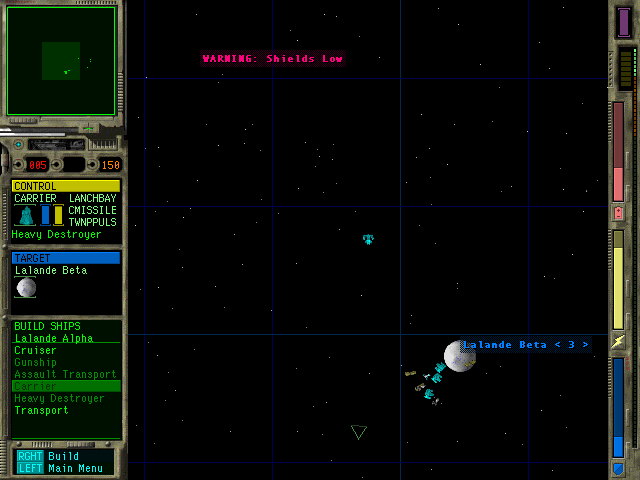 WARNING: Shields Low
005 150
CONTROL
CARRIER LANCHBAY
CMISSILE
TWNPPULS
Heavy Destroyer
TARGET
Lalande Beta
Lalande Beta < 3 >
BUILD SHIPS
Lalande Alpha
Cruiser
Gunship
Assault Transport
Carrier
Heavy Destroyer
Transport
RGHT Build
LEFT Main Menu